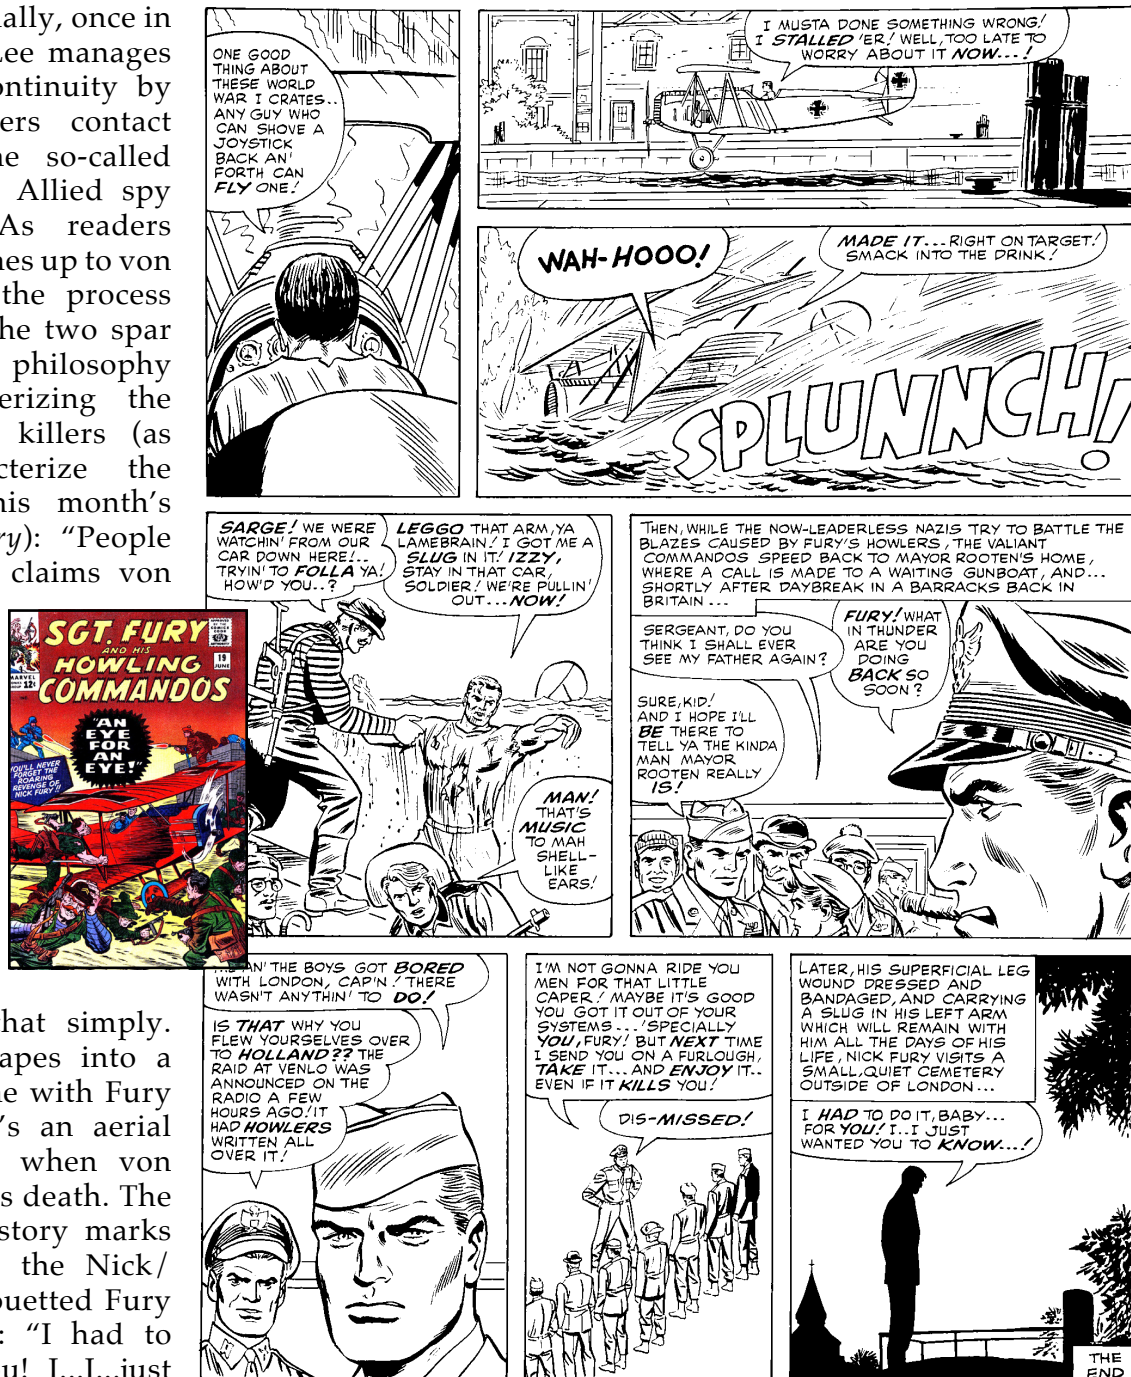 ally, once in
Lee manages
ontinuity by
ers contact
he so-called
Allied spy
As readers
nes up to von
the process
he two spar
philosophy
erizing the
killers (as
cterize the
his month's
ry): “People
claims von
SGT. FURY
AND HIS
HOWLING
COMMANDOS
MARVEL
12¢
19
JUNE
"AN
EYE
FOR
AN
EYE!"
YOU'LL NEVER
FORGET THE
ROARING
REVENGE OF
NICK FURY!!
hat simply.
apes into a
ne with Fury
's an aerial
when von
s death. The
story marks
the Nick/
ouetted Fury
: “I had to
u! I...I...just
ONE GOOD
THING ABOUT
THESE WORLD
WAR I CRATES..
ANY GUY WHO
CAN SHOVE A
JOYSTICK
BACK AN'
FORTH CAN
FLY ONE!
I MUSTA DONE SOMETHING WRONG!
I STALLED 'ER! WELL, TOO LATE TO
WORRY ABOUT IT NOW...!
WAH-HOOO!
MADE IT...RIGHT ON TARGET!
SMACK INTO THE DRINK!
SPLUNNCH!
SARGE! WE WERE
WATCHIN' FROM OUR
CAR DOWN HERE!..
TRYIN' TO FOLLA YA!
HOW'D YOU..?
LEGGO THAT ARM, YA
LAMEBRAIN! I GOT ME A
SLUG IN IT! IZZY,
STAY IN THAT CAR,
SOLDIER! WE'RE PULLIN'
OUT...NOW!
MAN!
THAT'S
MUSIC
TO MAH
SHELL-
LIKE
EARS!
THEN, WHILE THE NOW-LEADERLESS NAZIS TRY TO BATTLE THE
BLAZES CAUSED BY FURY'S HOWLERS, THE VALIANT
COMMANDOS SPEED BACK TO MAYOR ROOTEN'S HOME,
WHERE A CALL IS MADE TO A WAITING GUNBOAT, AND...
SHORTLY AFTER DAYBREAK IN A BARRACKS BACK IN
BRITAIN...
SERGEANT, DO YOU
THINK I SHALL EVER
SEE MY FATHER AGAIN?
SURE, KID!
AND I HOPE I'LL
BE THERE TO
TELL YA THE KINDA
MAN MAYOR
ROOTEN REALLY
IS!
FURY! WHAT
IN THUNDER
ARE YOU
DOING
BACK SO
SOON?
AN' THE BOYS GOT BORED
WITH LONDON, CAP'N! THERE
WASN'T ANYTHIN' TO DO!
IS THAT WHY YOU
FLEW YOURSELVES OVER
TO HOLLAND?? THE
RAID AT VENLO WAS
ANNOUNCED ON THE
RADIO A FEW
HOURS AGO! IT
HAD HOWLERS
WRITTEN ALL
OVER IT!
I'M NOT GONNA RIDE YOU
MEN FOR THAT LITTLE
CAPER! MAYBE IT'S GOOD
YOU GOT IT OUT OF YOUR
SYSTEMS...'SPECIALLY
YOU, FURY! BUT NEXT TIME
I SEND YOU ON A FURLOUGH,
TAKE IT...AND ENJOY IT..
EVEN IF IT KILLS YOU!
DIS-MISSED!
LATER, HIS SUPERFICIAL LEG
WOUND DRESSED AND
BANDAGED, AND CARRYING
A SLUG IN HIS LEFT ARM
WHICH WILL REMAIN WITH
HIM ALL THE DAYS OF HIS
LIFE, NICK FURY VISITS A
SMALL, QUIET CEMETERY
OUTSIDE OF LONDON...
I HAD TO DO IT, BABY...
FOR YOU! I..I JUST
WANTED YOU TO KNOW...!
THE
END